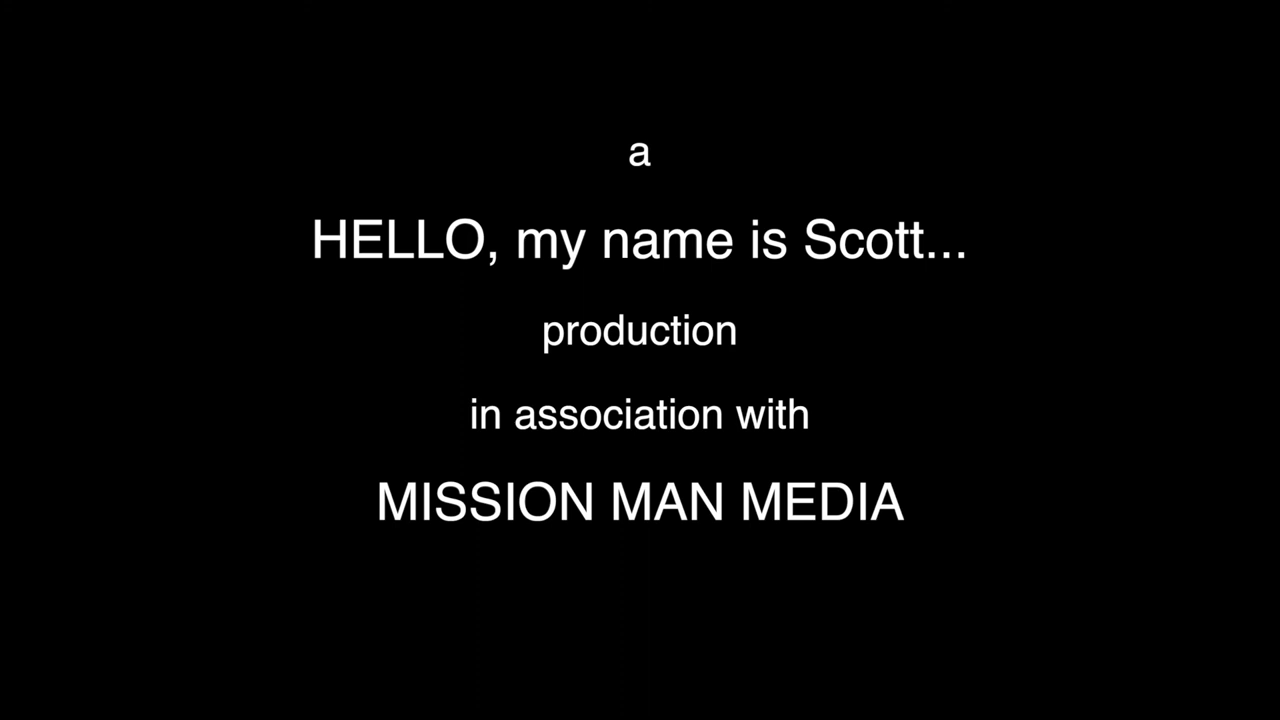 a
HELLO, my name is Scott...
production
in association with
MISSION MAN MEDIA